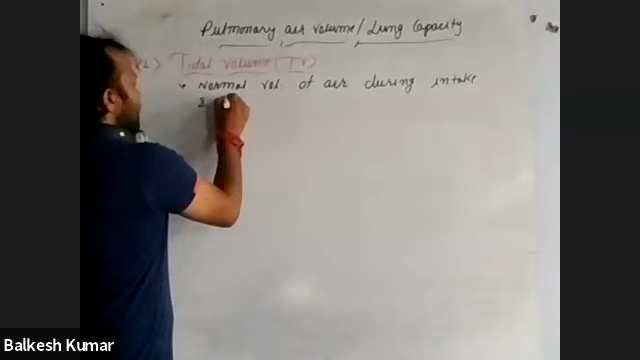 Pulmonary air volume/Lung Capacity
1) Tidal volume (TV)
Normal vol. of air during intake
&
Balkesh Kumar